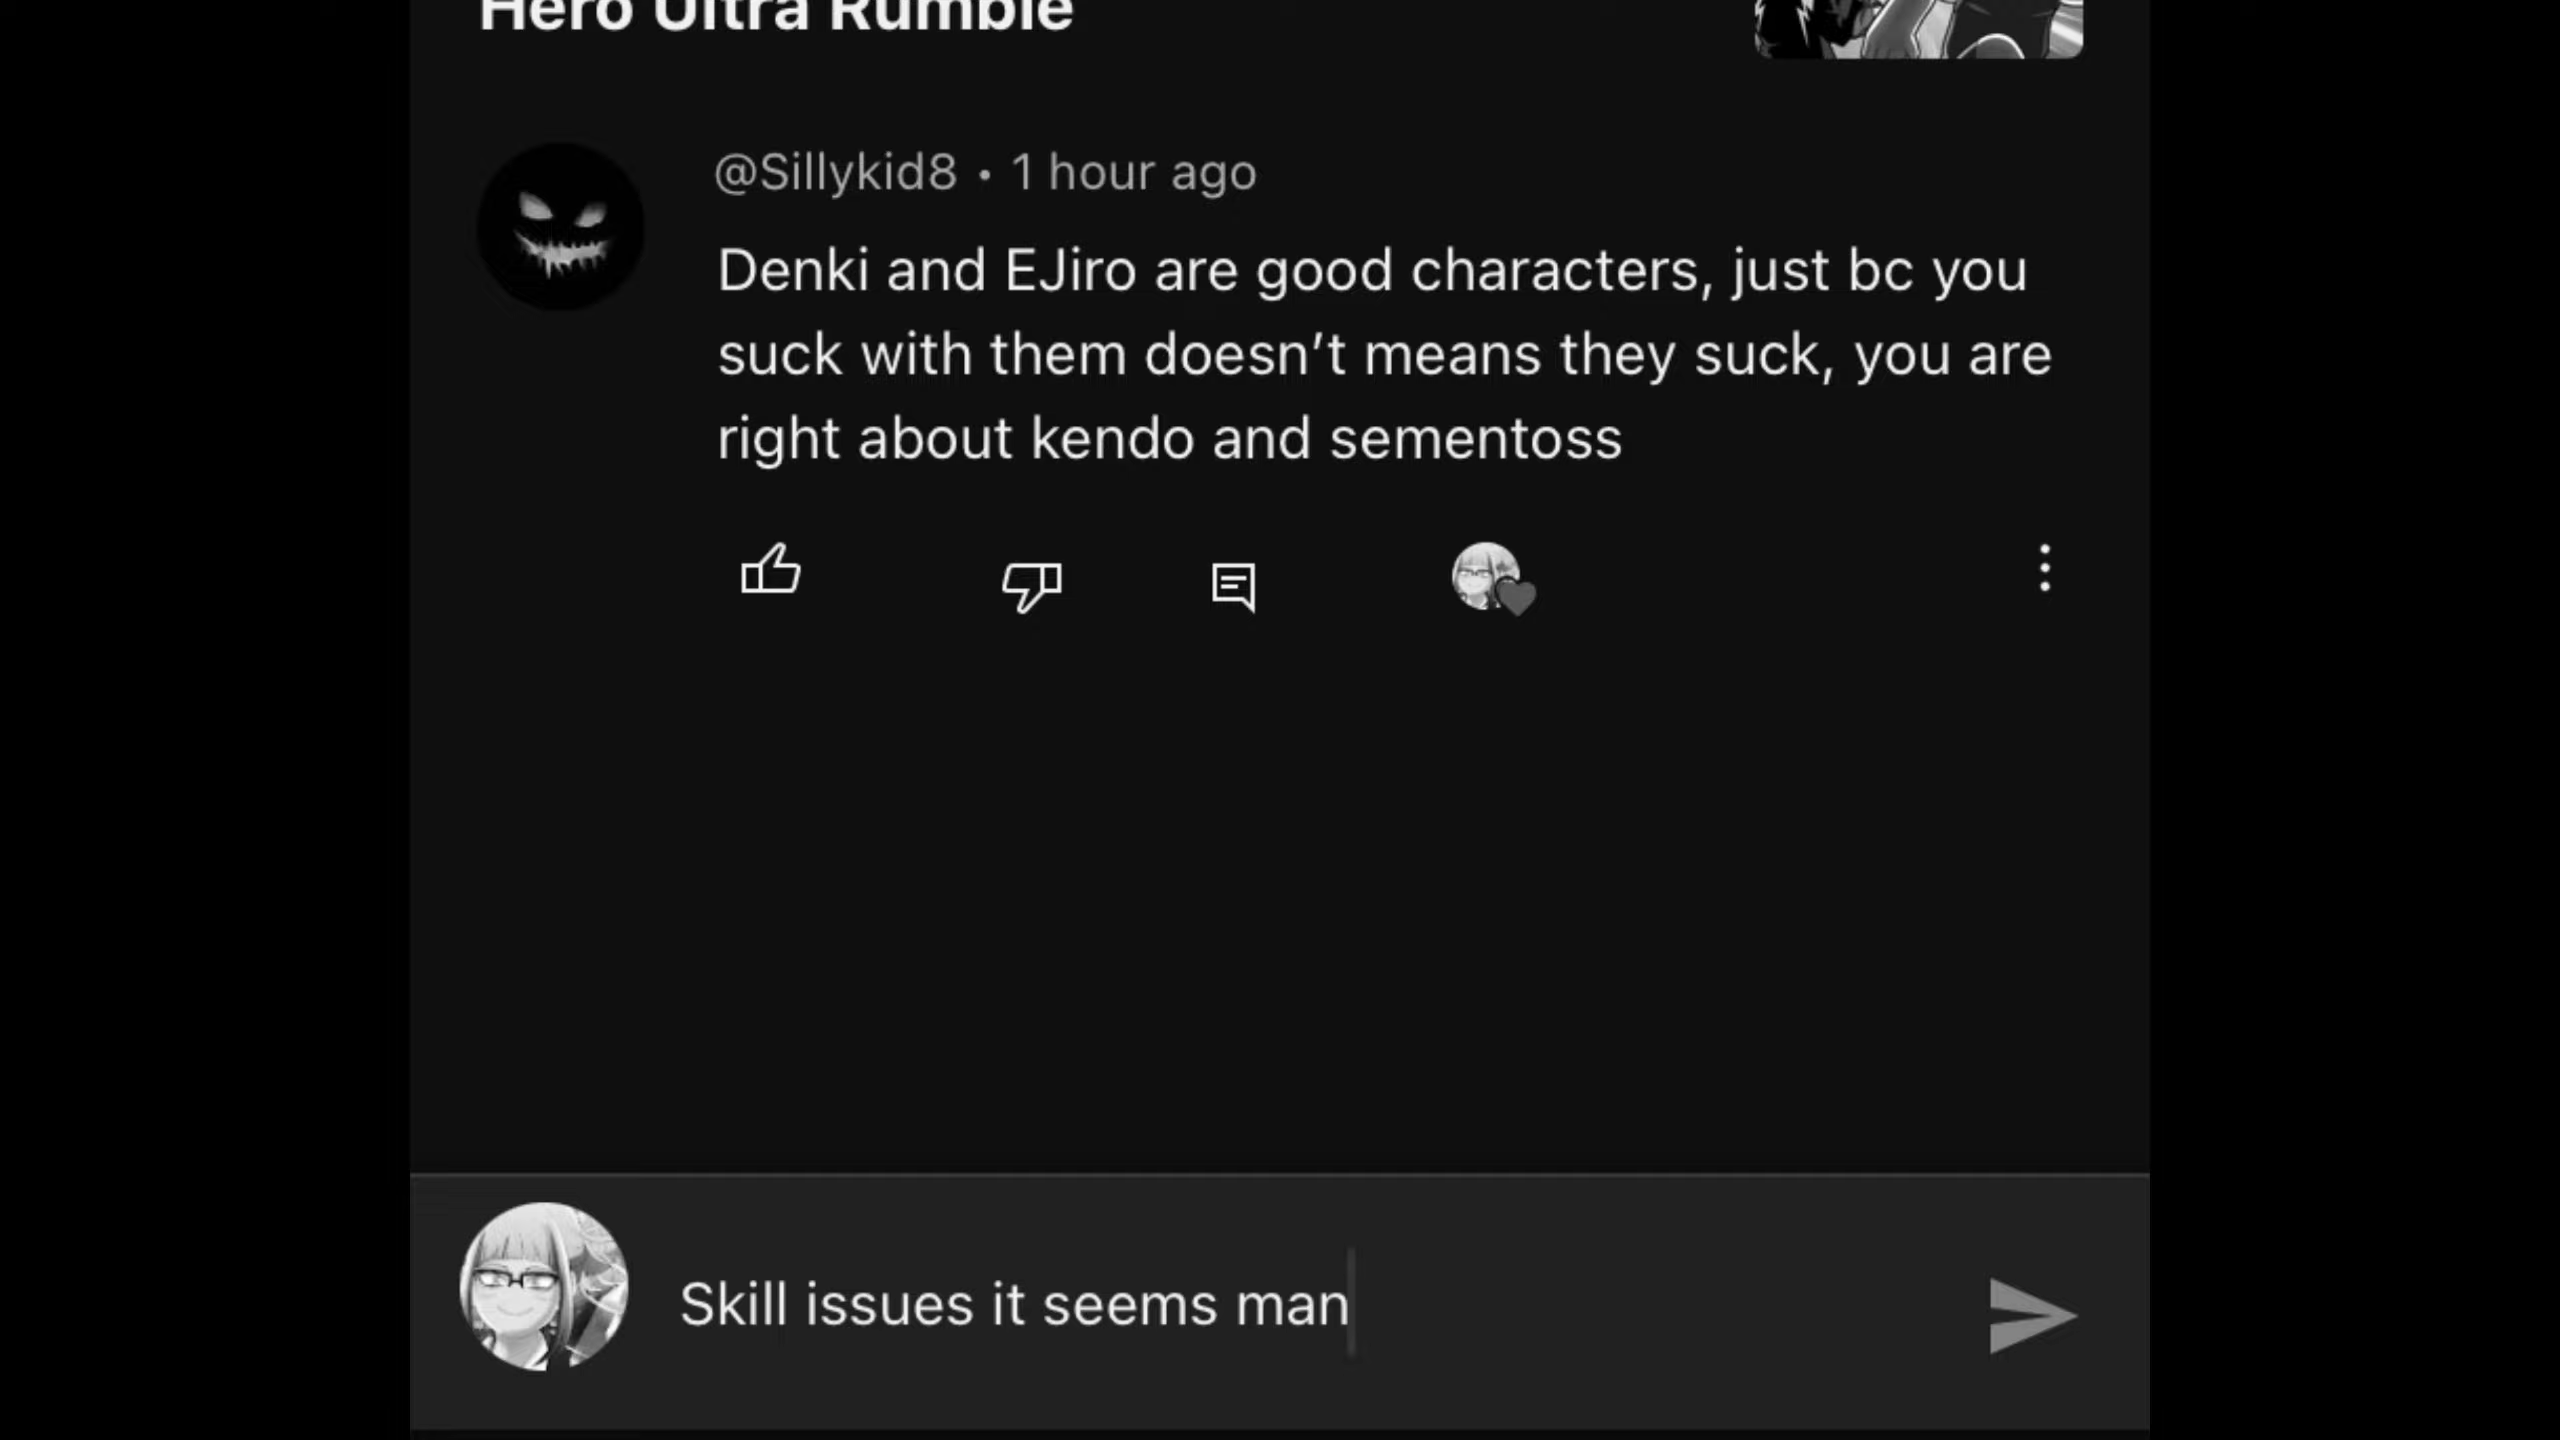 Hero Ultra Rumble
@Sillykid8 • 1 hour ago
Denki and EJiro are good characters, just bc you
suck with them doesn't means they suck, you are
right about kendo and sementoss
Skill issues it seems man